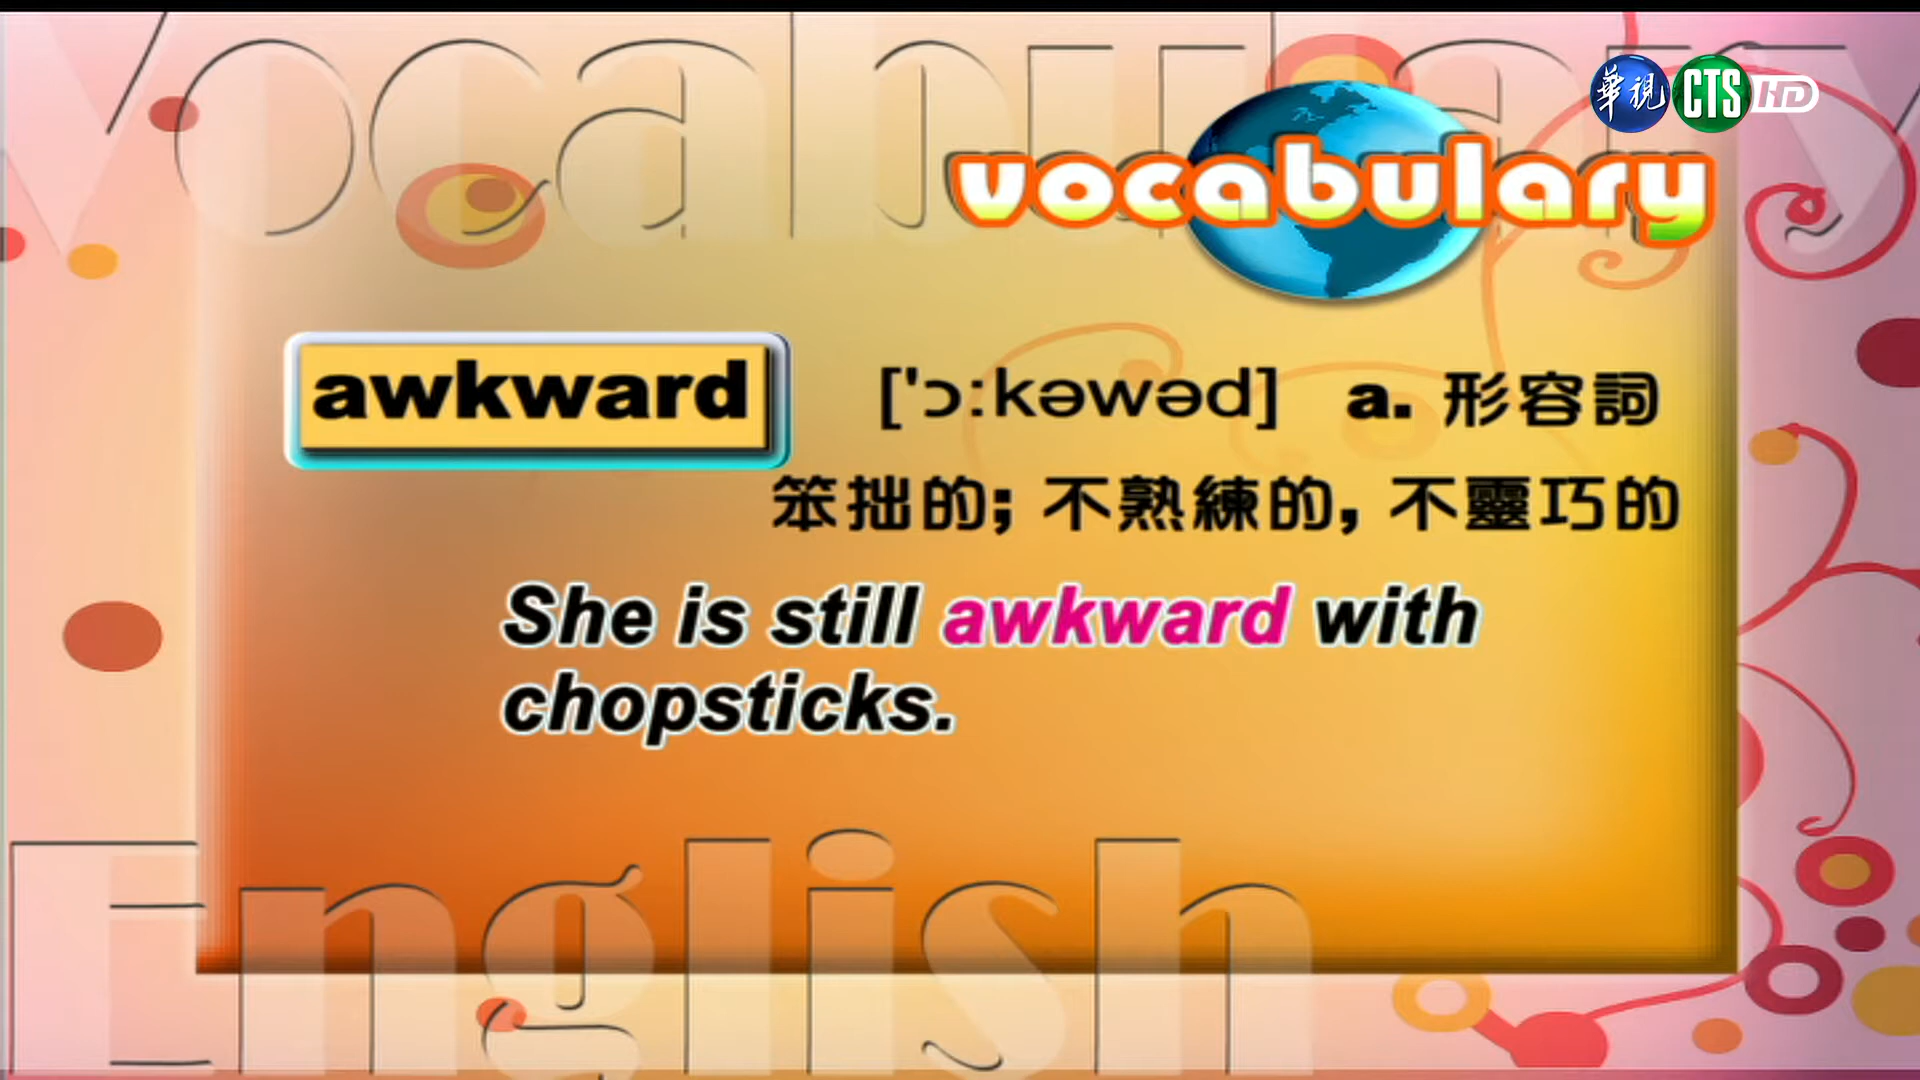 Vocabulary
華視 CTS HD
vocabulary
awkward ['ɔ:kəwəd] a. 形容詞
笨拙的; 不熟練的, 不靈巧的
She is still awkward with
chopsticks.
English